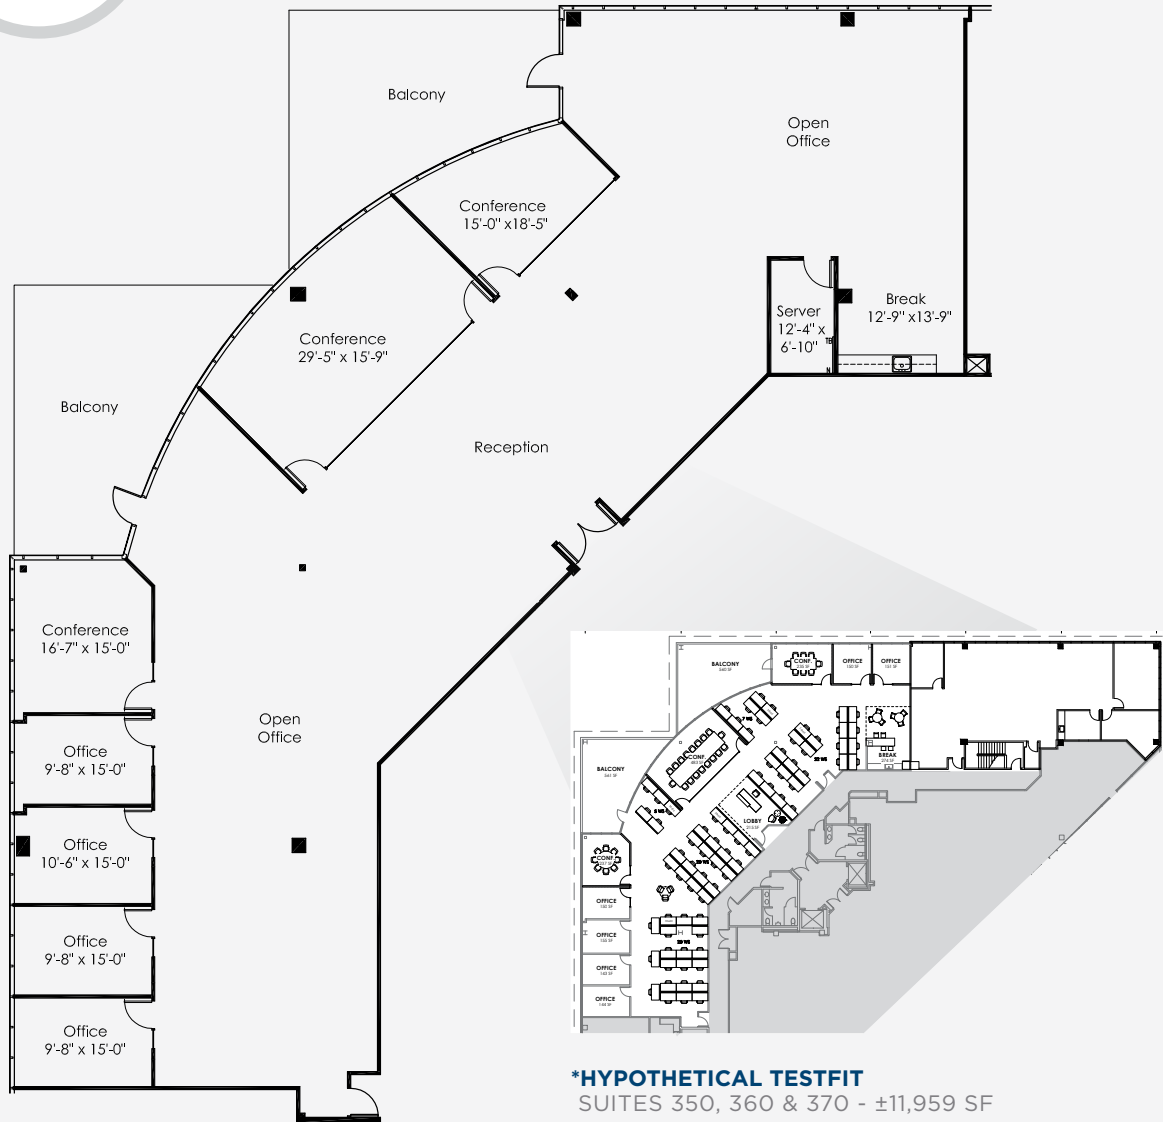 Balcony
Open
Office
Conference
15'-0" x18'-5"
Server
12'-4" x
6'-10"
TB
N
Break
12'-9" x13'-9"
Conference
29'-5" x 15'-9"
Balcony
Reception
Conference
16'-7" x 15'-0"
Open
Office
Office
9'-8" x 15'-0"
Office
10'-6" x 15'-0"
Office
9'-8" x 15'-0"
Office
9'-8" x 15'-0"
BALCONY
CONF.
OFFICE
OFFICE
BALCONY
CONF.
BREAK
LOBBY
CONF.
OFFICE
OFFICE
OFFICE
OFFICE
*HYPOTHETICAL TESTFIT
SUITES 350, 360 & 370 - ±11,959 SF